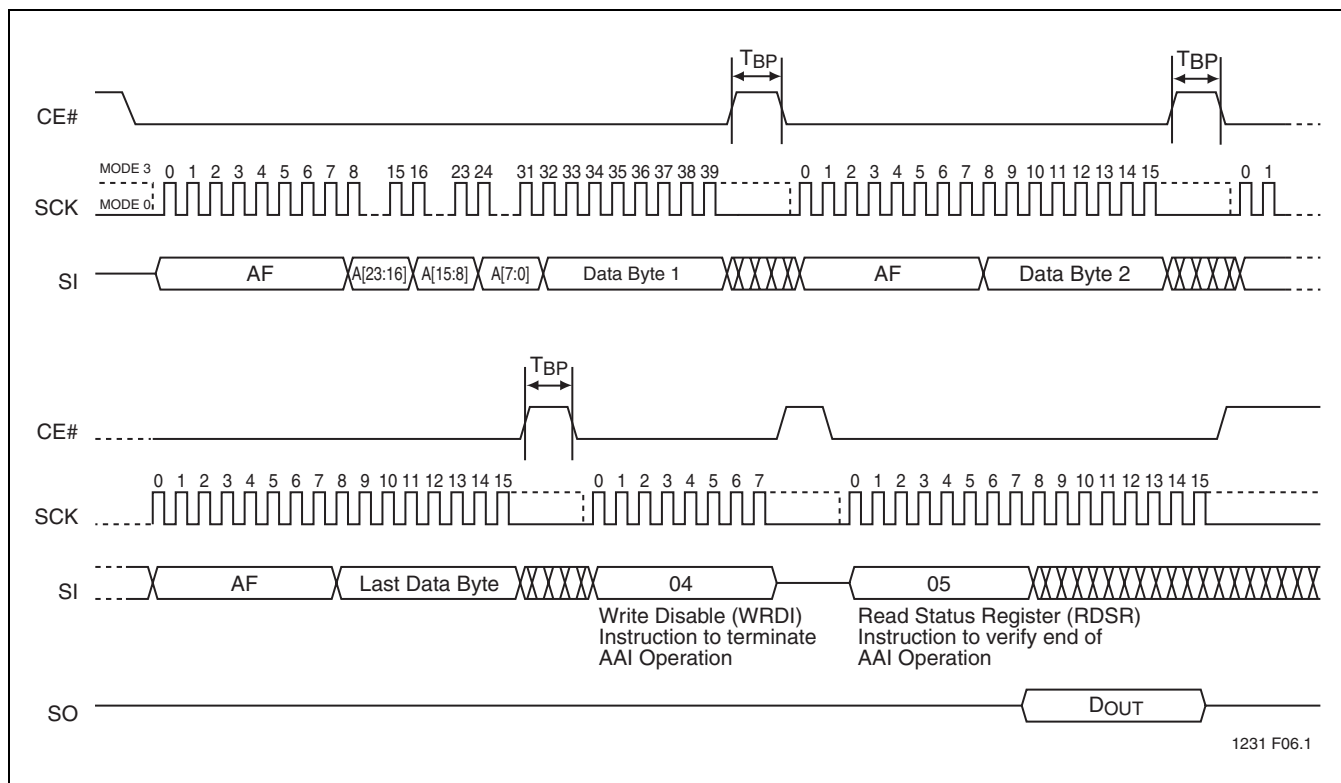 TBP TBP
CE#
MODE 3 0 1 2 3 4 5 6 7 8 15 16 23 24 31 32 33 34 35 36 37 38 39 0 1 2 3 4 5 6 7 8 9 10 11 12 13 14 15 0 1
SCK MODE 0
SI AF A[23:16] A[15:8] A[7:0] Data Byte 1 AF Data Byte 2
TBP
CE#
0 1 2 3 4 5 6 7 8 9 10 11 12 13 14 15 0 1 2 3 4 5 6 7 0 1 2 3 4 5 6 7 8 9 10 11 12 13 14 15
SCK
SI AF Last Data Byte 04 05
Write Disable (WRDI)
Instruction to terminate
AAI Operation
Read Status Register (RDSR)
Instruction to verify end of
AAI Operation
SO DOUT
1231 F06.1